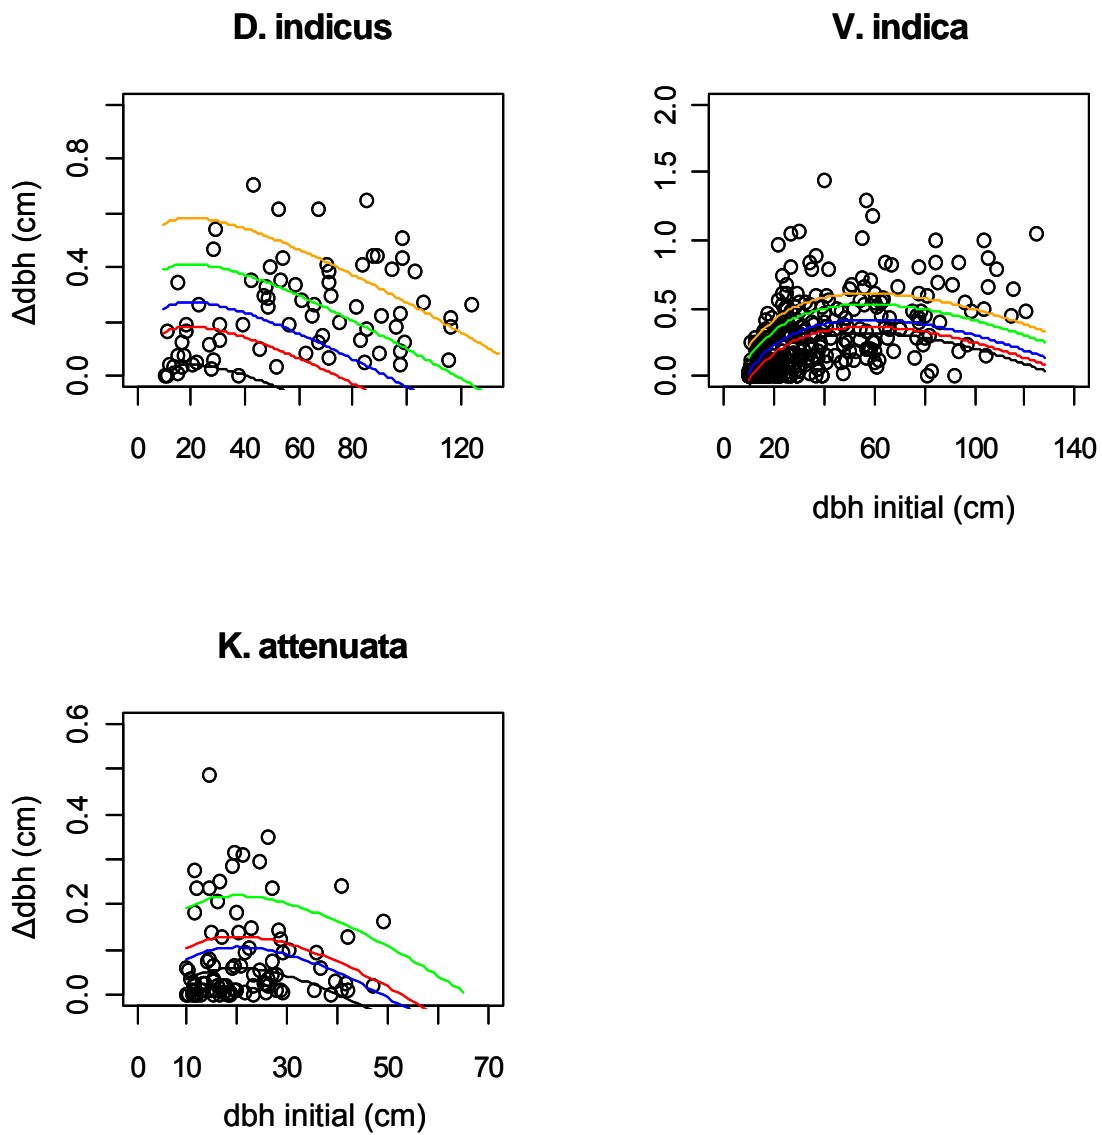 D. indicus
V. indica
Δdbh (cm)
0.0 0.4 0.8
0 20 40 60 80 120
0.0 0.5 1.0 1.5 2.0
0 20 60 100 140
dbh initial (cm)
K. attenuata
Δdbh (cm)
0.0 0.2 0.4 0.6
0 10 30 50 70
dbh initial (cm)